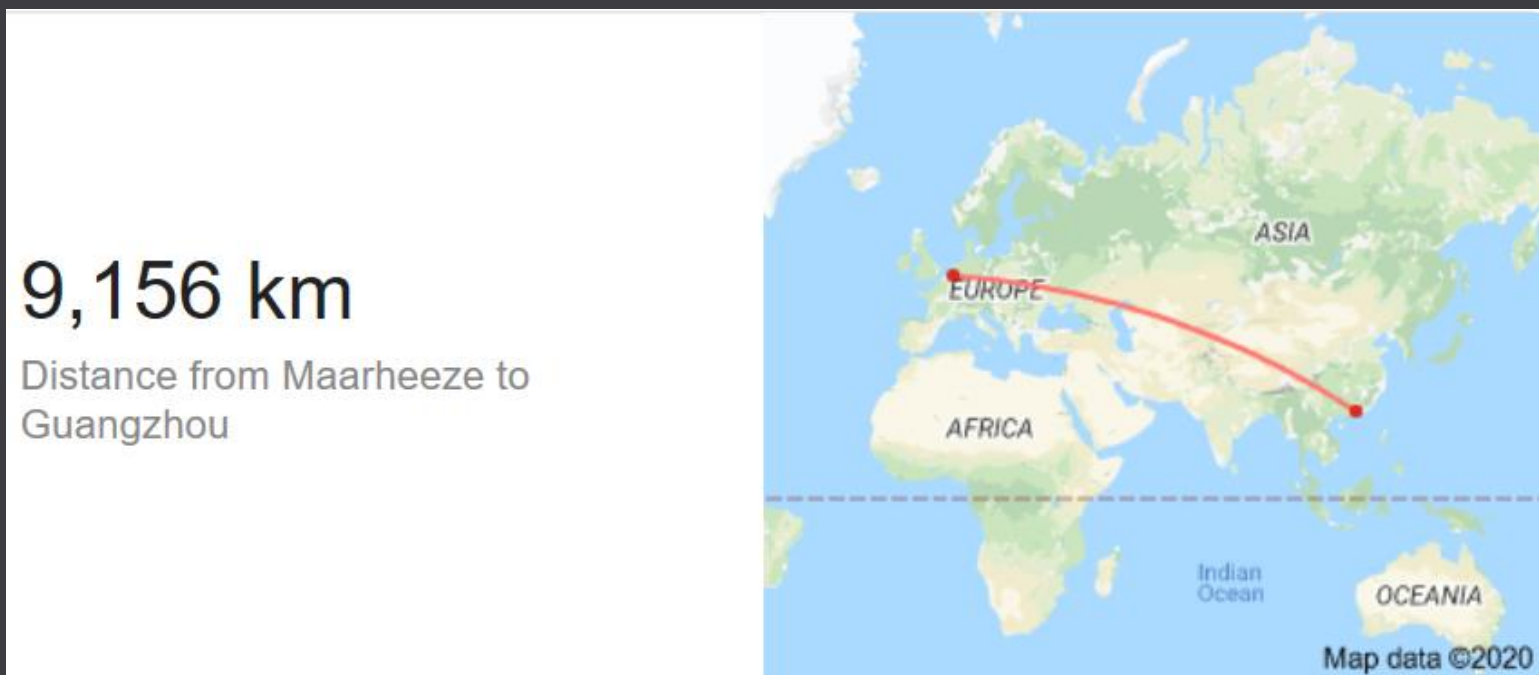 9,156 km
Distance from Maarheeze to
Guangzhou
ASIA
EUROPE
AFRICA
Indian
Ocean
OCEANIA
Map data ©2020